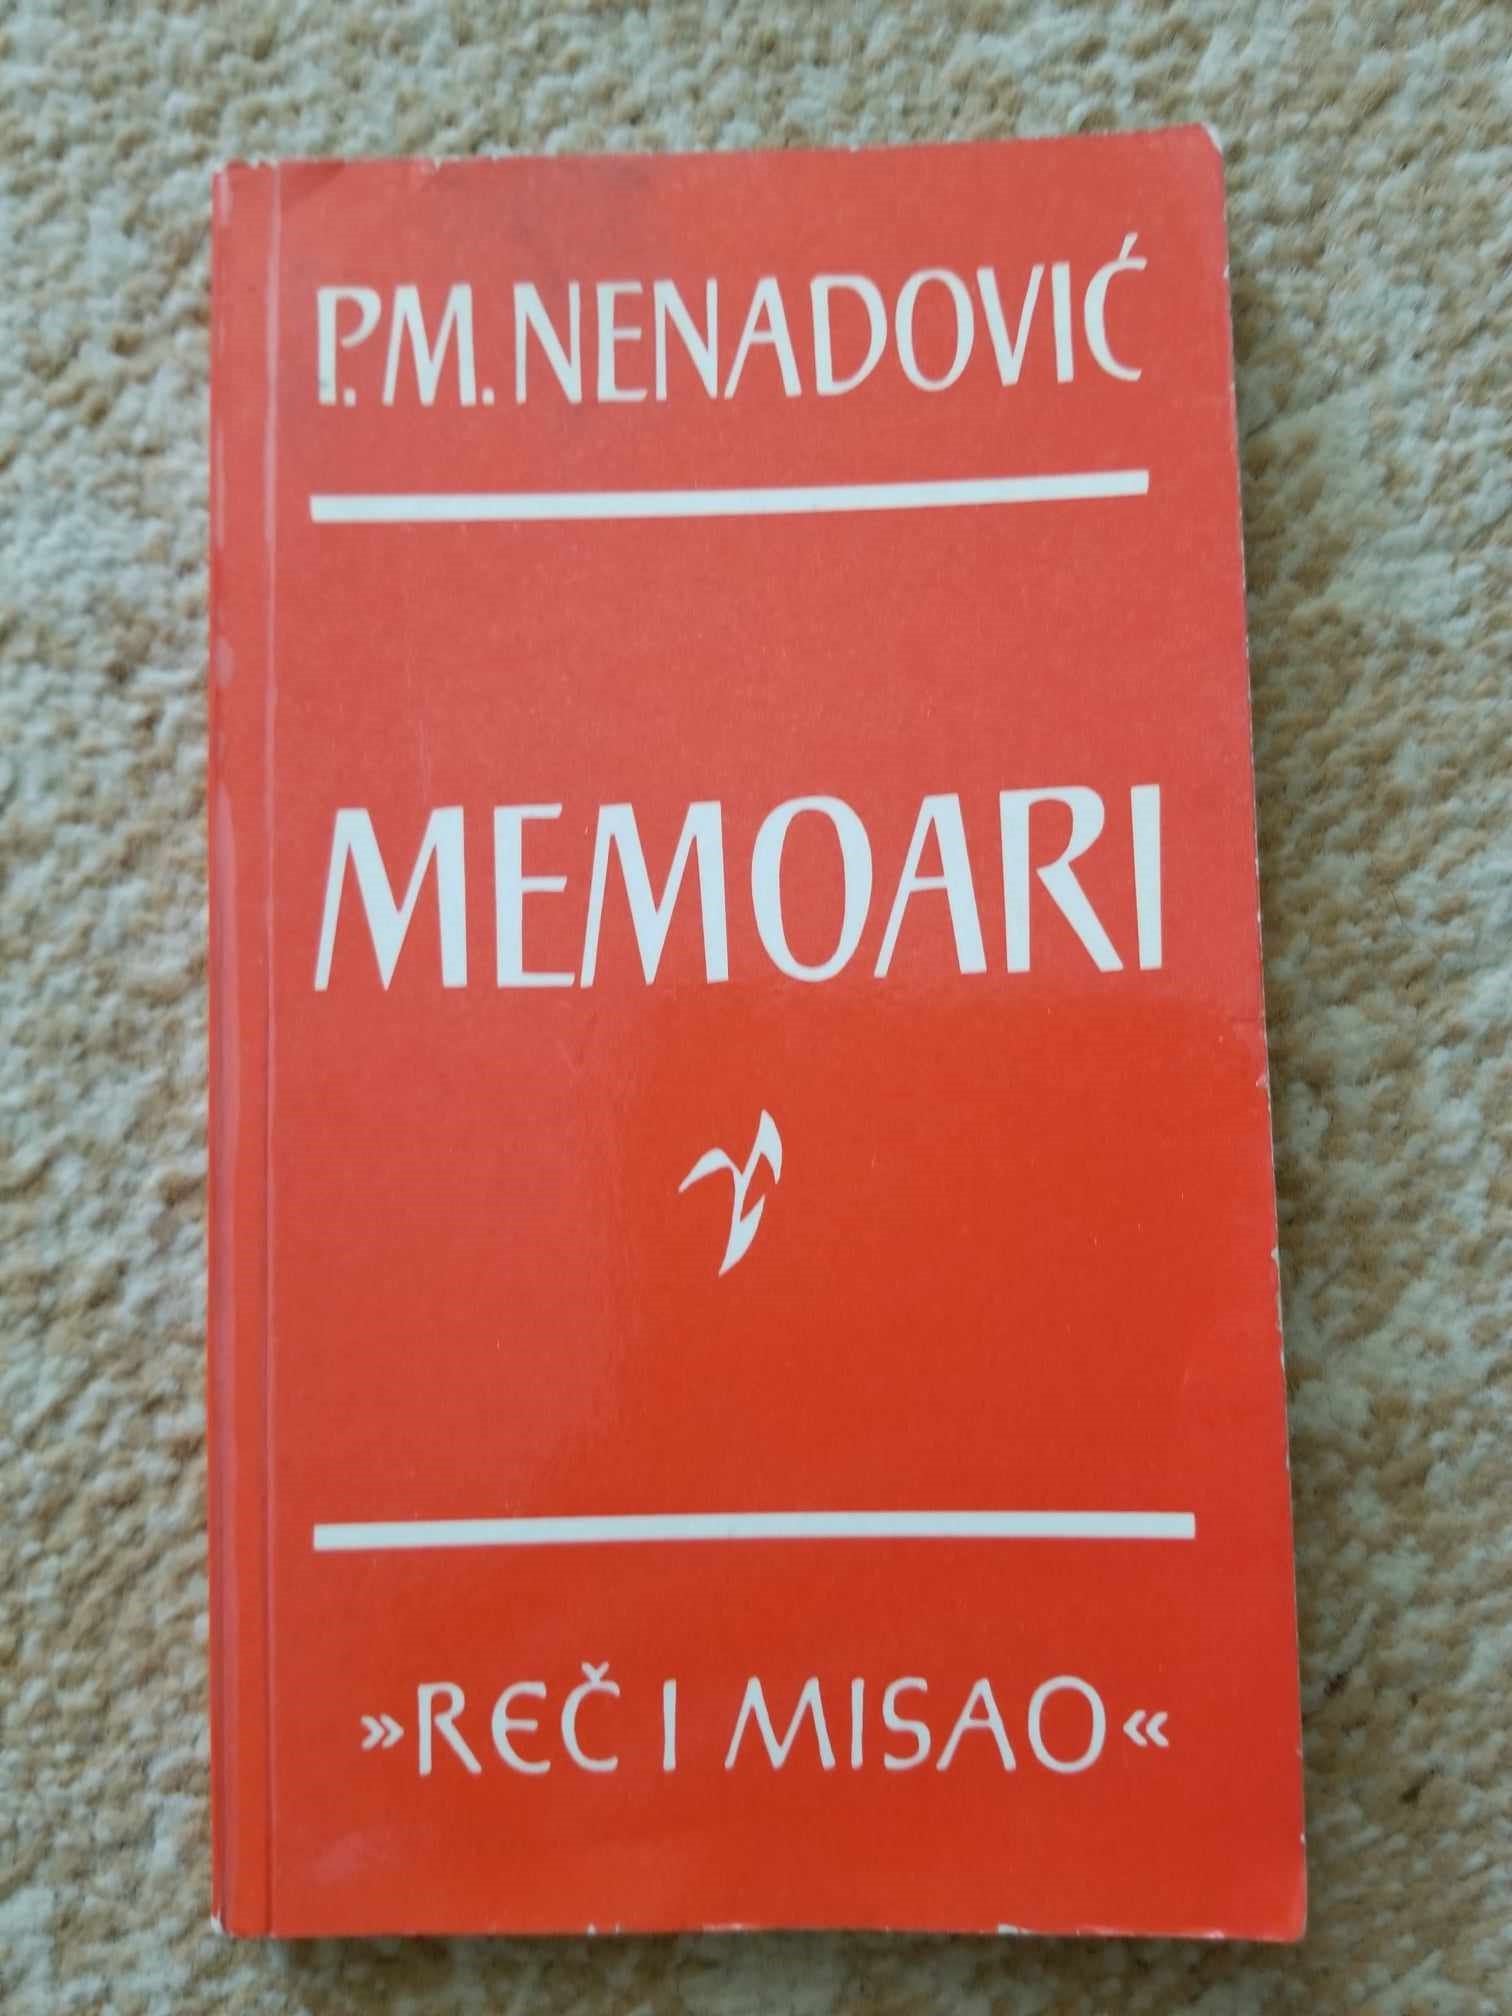 P.M. NENADOVIĆ
MEMOARI
»REČ I MISAO«